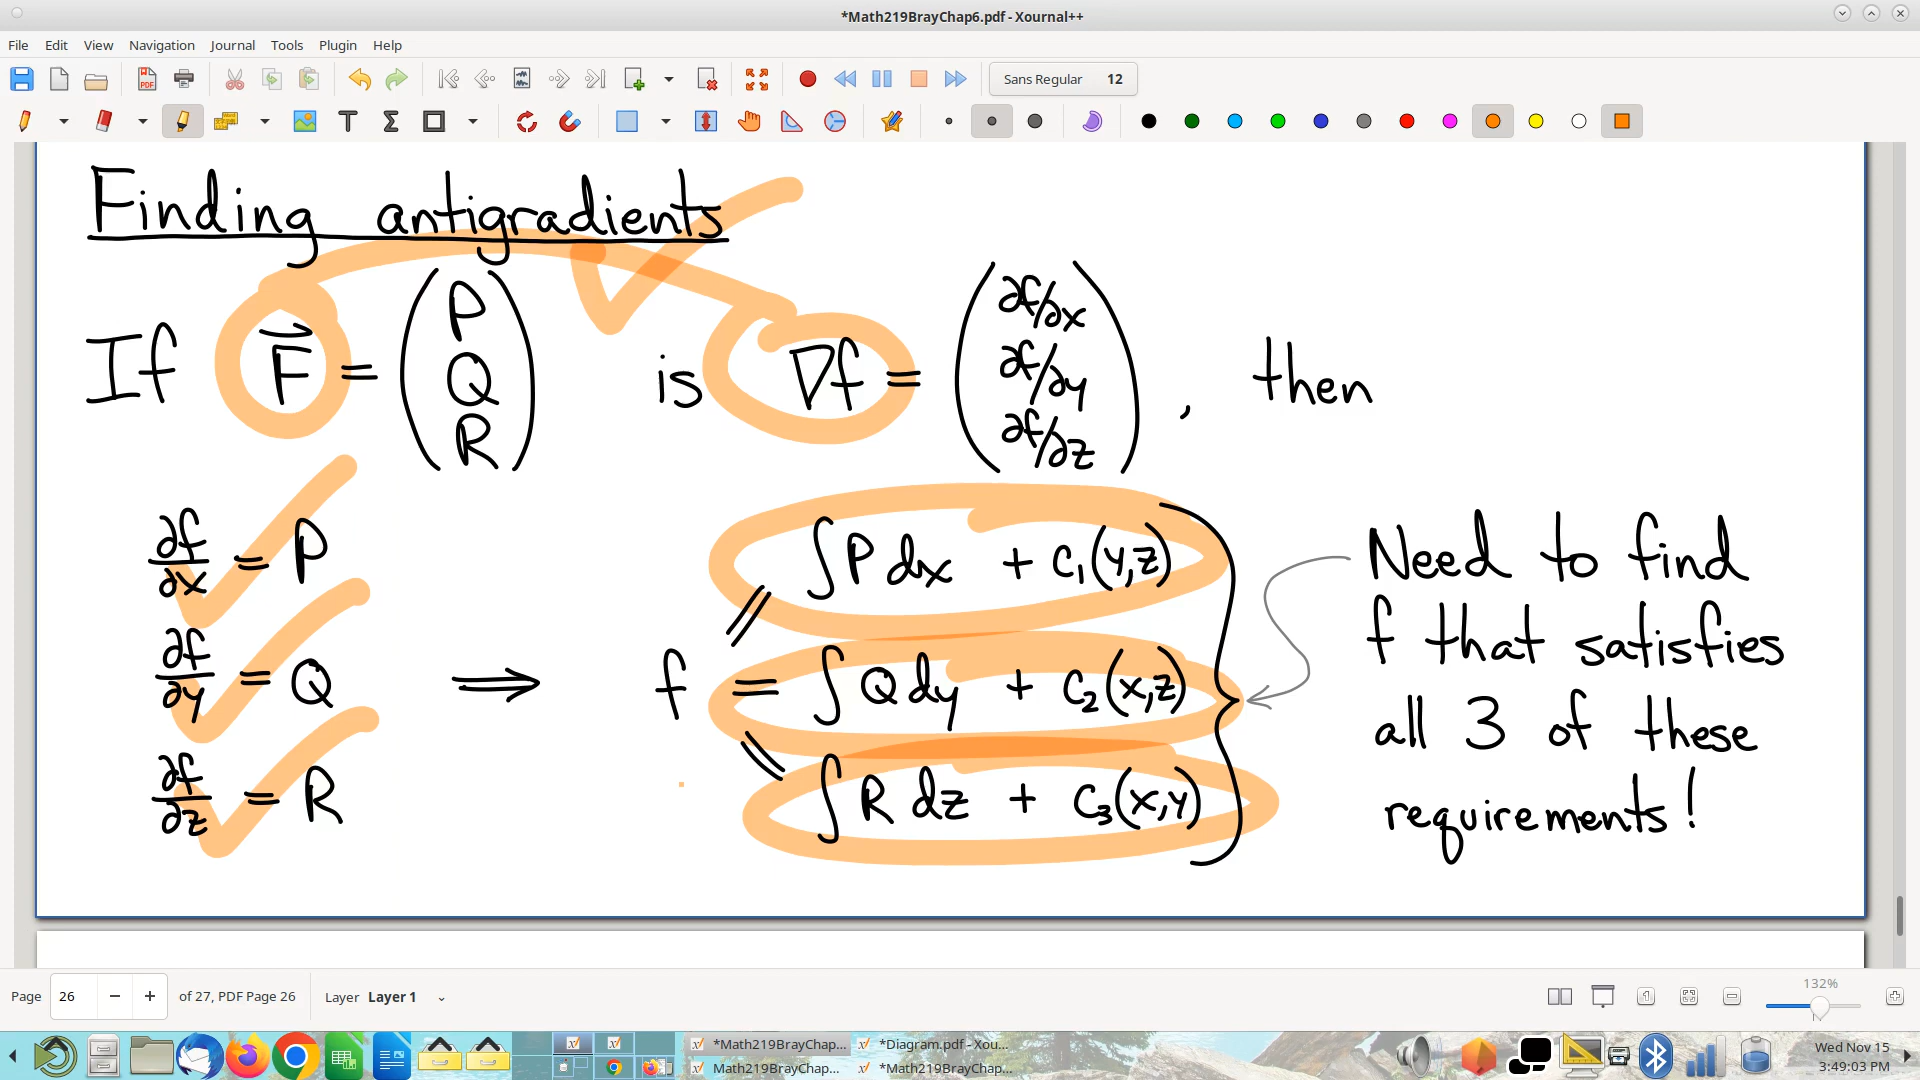 *Math219BrayChap6.pdf - Xournal++
File Edit View Navigation Journal Tools Plugin Help
Sans Regular 12
Finding antigradients
If F⃗ = (P Q R) is ∇f = (∂f/∂x ∂f/∂y ∂f/∂z), then
∂f/∂x = P
∂f/∂y = Q ⟹ f
∂f/∂z = R
= ∫P dx + c₁(y,z)
= ∫Q dy + c₂(x,z)
= ∫R dz + c₃(x,y)
Need to find
f that satisfies
all 3 of these
requirements!
Page 26 of 27, PDF Page 26 Layer Layer 1
132%
*Math219BrayChap... *Diagram.pdf - Xou...
Math219BrayChap... *Math219BrayChap...
Wed Nov 15
3:49:03 PM